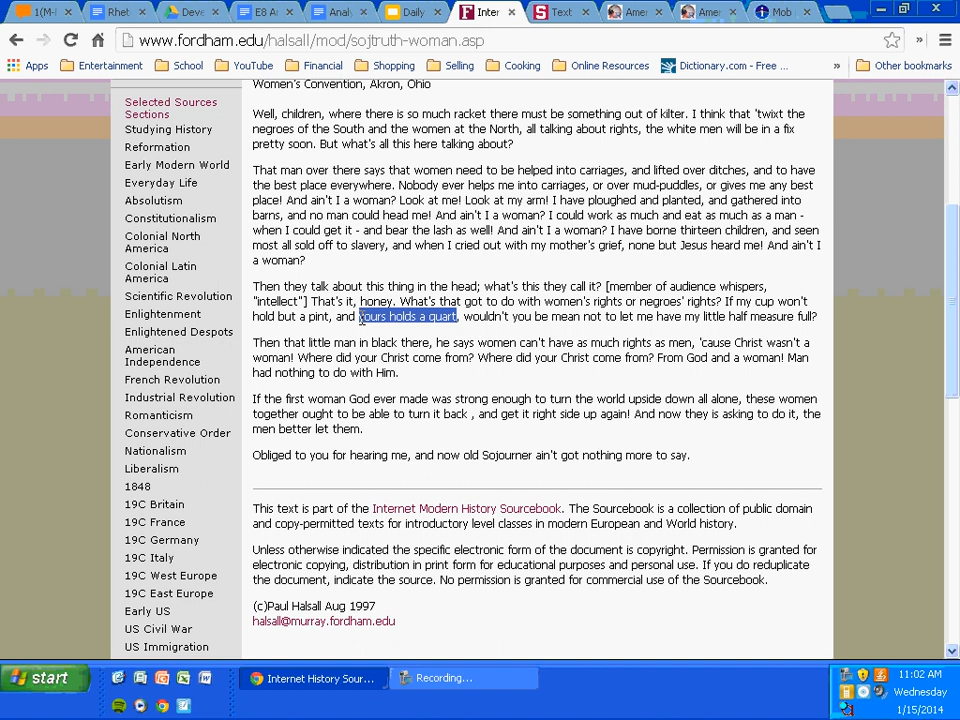 1(M-
Rhet
Deve
E8 A
Analy
Daily
Inter
Text
Amer
Amer
Mob
www.fordham.edu/halsall/mod/sojtruth-woman.asp
Apps Entertainment School YouTube Financial Shopping Selling Cooking Online Resources Dictionary.com - Free ... » Other bookmarks
Selected Sources
Sections
Studying History
Reformation
Early Modern World
Everyday Life
Absolutism
Constitutionalism
Colonial North
America
Colonial Latin
America
Scientific Revolution
Enlightenment
Enlightened Despots
American
Independence
French Revolution
Industrial Revolution
Romanticism
Conservative Order
Nationalism
Liberalism
1848
19C Britain
19C France
19C Germany
19C Italy
19C West Europe
19C East Europe
Early US
US Civil War
US Immigration
Women's Convention, Akron, Ohio
Well, children, where there is so much racket there must be something out of kilter. I think that 'twixt the
negroes of the South and the women at the North, all talking about rights, the white men will be in a fix
pretty soon. But what's all this here talking about?
That man over there says that women need to be helped into carriages, and lifted over ditches, and to have
the best place everywhere. Nobody ever helps me into carriages, or over mud-puddles, or gives me any best
place! And ain't I a woman? Look at me! Look at my arm! I have ploughed and planted, and gathered into
barns, and no man could head me! And ain't I a woman? I could work as much and eat as much as a man -
when I could get it - and bear the lash as well! And ain't I a woman? I have borne thirteen children, and seen
most all sold off to slavery, and when I cried out with my mother's grief, none but Jesus heard me! And ain't I
a woman?
Then they talk about this thing in the head; what's this they call it? [member of audience whispers,
"intellect"] That's it, honey. What's that got to do with women's rights or negroes' rights? If my cup won't
hold but a pint, and yours holds a quart, wouldn't you be mean not to let me have my little half measure full?
Then that little man in black there, he says women can't have as much rights as men, 'cause Christ wasn't a
woman! Where did your Christ come from? Where did your Christ come from? From God and a woman! Man
had nothing to do with Him.
If the first woman God ever made was strong enough to turn the world upside down all alone, these women
together ought to be able to turn it back , and get it right side up again! And now they is asking to do it, the
men better let them.
Obliged to you for hearing me, and now old Sojourner ain't got nothing more to say.
This text is part of the Internet Modern History Sourcebook. The Sourcebook is a collection of public domain
and copy-permitted texts for introductory level classes in modern European and World history.
Unless otherwise indicated the specific electronic form of the document is copyright. Permission is granted for
electronic copying, distribution in print form for educational purposes and personal use. If you do reduplicate
the document, indicate the source. No permission is granted for commercial use of the Sourcebook.
(c)Paul Halsall Aug 1997
halsall@murray.fordham.edu
start
Internet History Sour...
Recording...
11:02 AM
Wednesday
1/15/2014